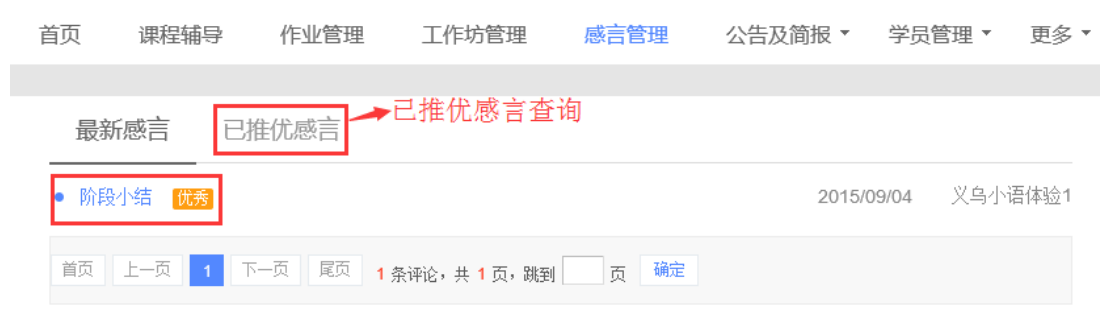 首页 课程辅导 作业管理 工作坊管理 感言管理 公告及简报 学员管理 更多
最新感言 已推优感言 已推优感言查询
阶段小结 优秀 2015/09/04 义乌小语体验1
首页 上一页 1 下一页 尾页 1 条评论，共 1 页，跳到 页 确定